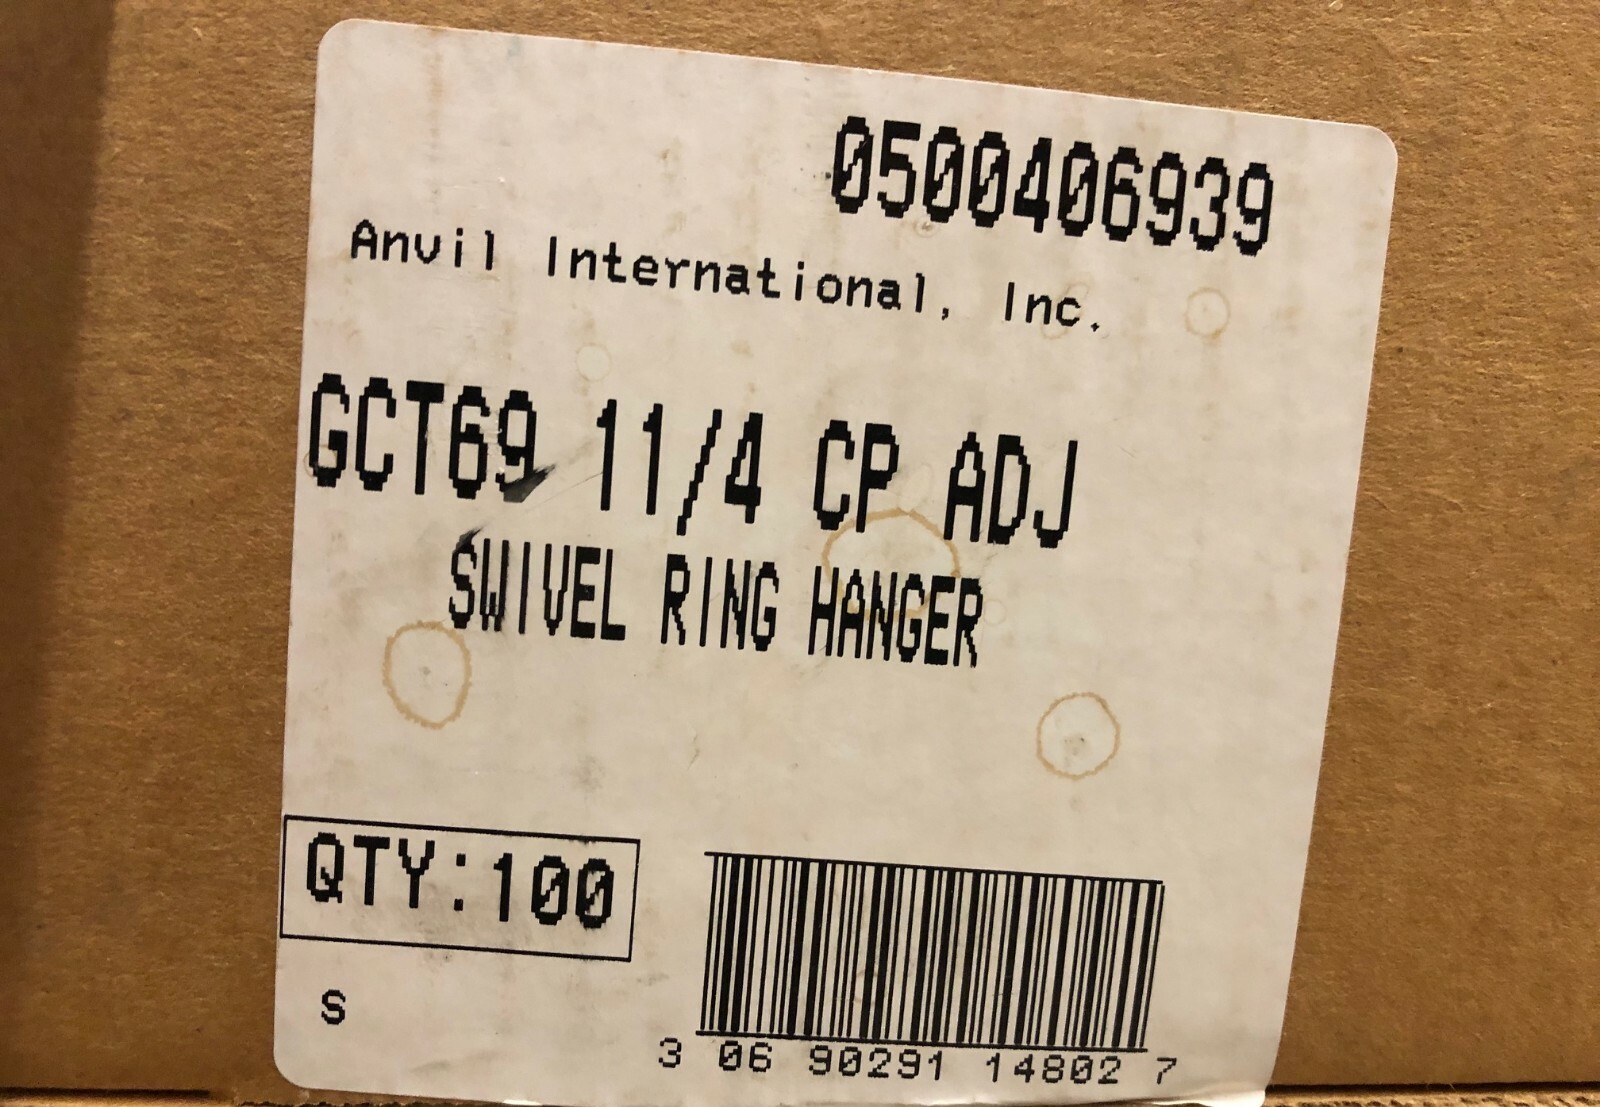 0500406939
Anvil International, Inc.
GCT69 11/4 CP ADJ
SWIVEL RING HANGER
QTY:100
S
3 06 90291 14802 7